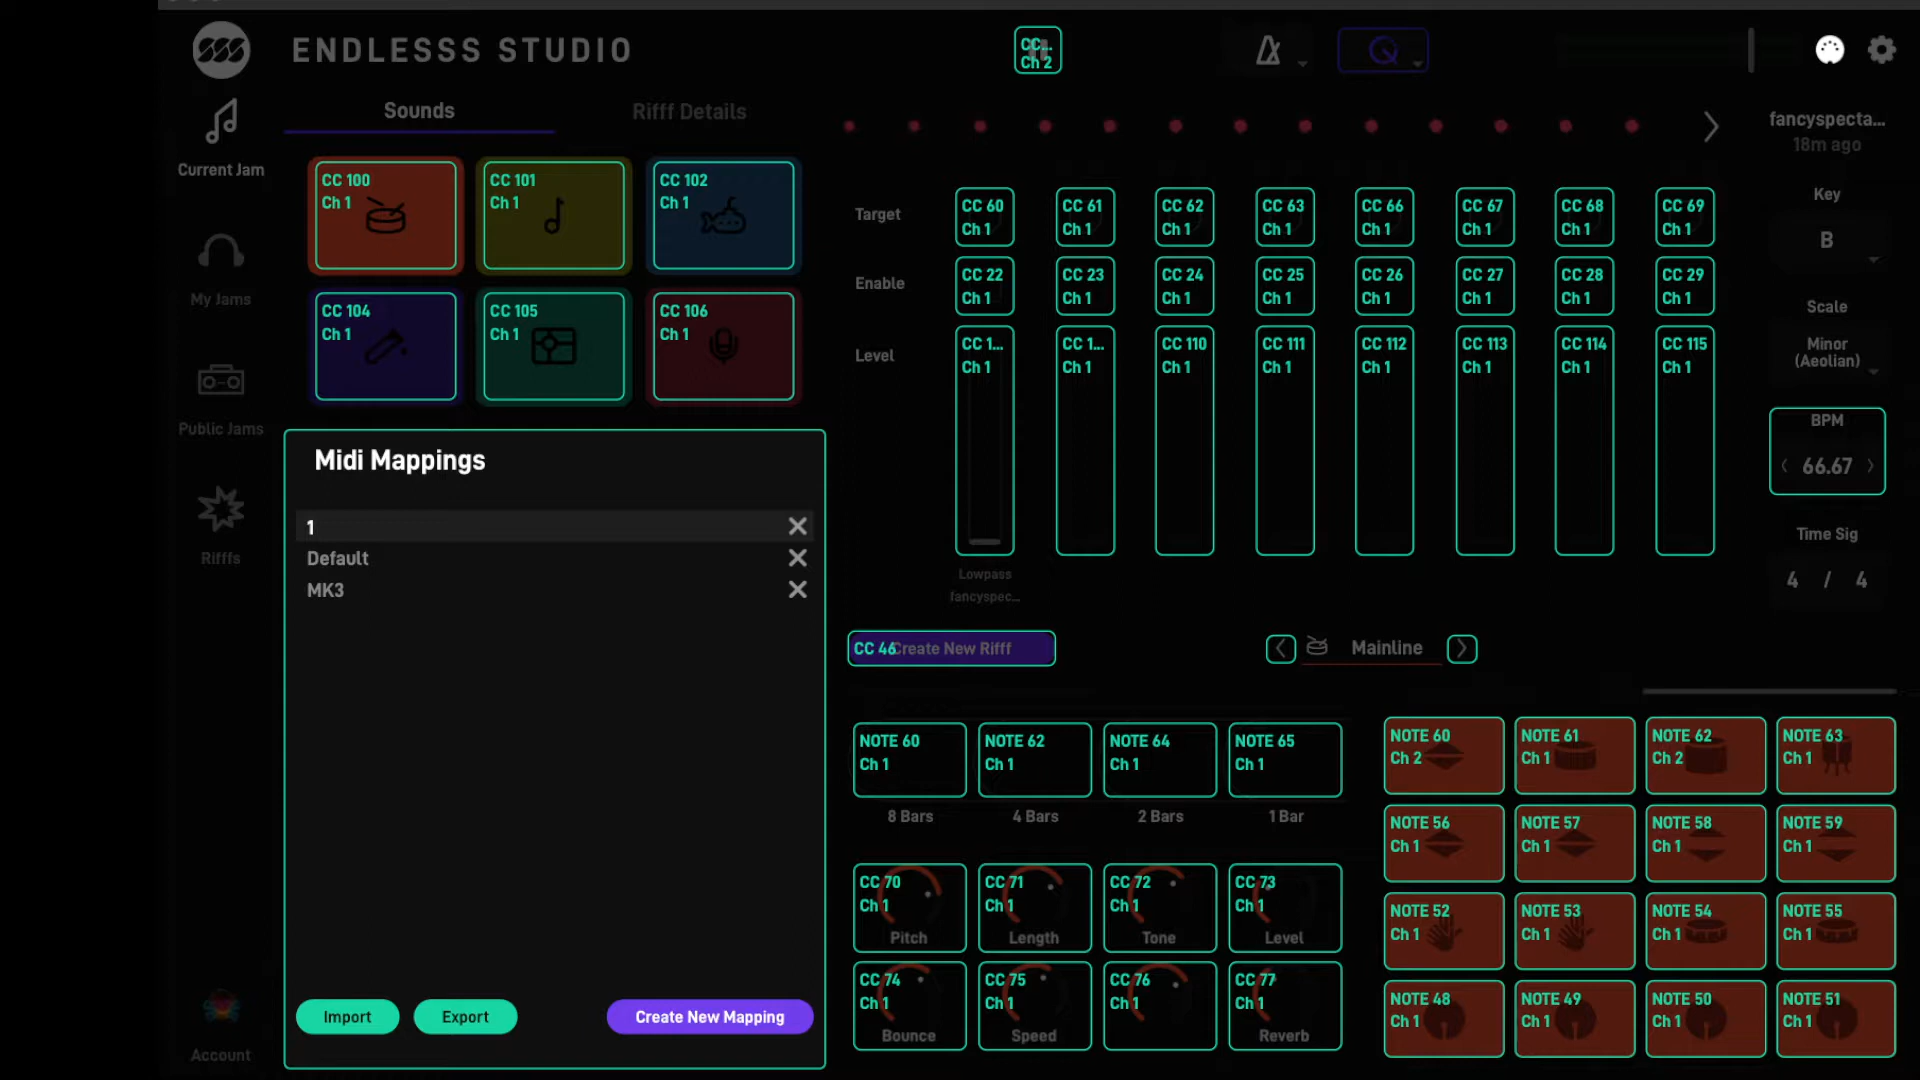 ENDLESSS STUDIO
CC...
Ch 2
Current Jam
My Jams
Public Jams
Rifffs
Account
Sounds
Rifff Details
CC 100
Ch 1
CC 101
Ch 1
CC 102
Ch 1
CC 104
Ch 1
CC 105
Ch 1
CC 106
Ch 1
Midi Mappings
1
Default
MK3
Import
Export
Create New Mapping
Target
CC 60
Ch 1
CC 61
Ch 1
CC 62
Ch 1
CC 63
Ch 1
CC 66
Ch 1
CC 67
Ch 1
CC 68
Ch 1
CC 69
Ch 1
Enable
CC 22
Ch 1
CC 23
Ch 1
CC 24
Ch 1
CC 25
Ch 1
CC 26
Ch 1
CC 27
Ch 1
CC 28
Ch 1
CC 29
Ch 1
Level
CC 1...
Ch 1
CC 1...
Ch 1
CC 110
Ch 1
CC 111
Ch 1
CC 112
Ch 1
CC 113
Ch 1
CC 114
Ch 1
CC 115
Ch 1
Lowpass
fancyspec...
fancyspecta...
18m ago
Key
B
Scale
Minor
(Aeolian)
BPM
66.67
Time Sig
4 / 4
CC 46 Create New Rifff
Mainline
NOTE 60
Ch 1
8 Bars
NOTE 62
Ch 1
4 Bars
NOTE 64
Ch 1
2 Bars
NOTE 65
Ch 1
1 Bar
CC 70
Ch 1
Pitch
CC 71
Ch 1
Length
CC 72
Ch 1
Tone
CC 73
Ch 1
Level
CC 74
Ch 1
Bounce
CC 75
Ch 1
Speed
CC 76
Ch 1
CC 77
Ch 1
Reverb
NOTE 60
Ch 2
NOTE 61
Ch 1
NOTE 62
Ch 2
NOTE 63
Ch 1
NOTE 56
Ch 1
NOTE 57
Ch 1
NOTE 58
Ch 1
NOTE 59
Ch 1
NOTE 52
Ch 1
NOTE 53
Ch 1
NOTE 54
Ch 1
NOTE 55
Ch 1
NOTE 48
Ch 1
NOTE 49
Ch 1
NOTE 50
Ch 1
NOTE 51
Ch 1